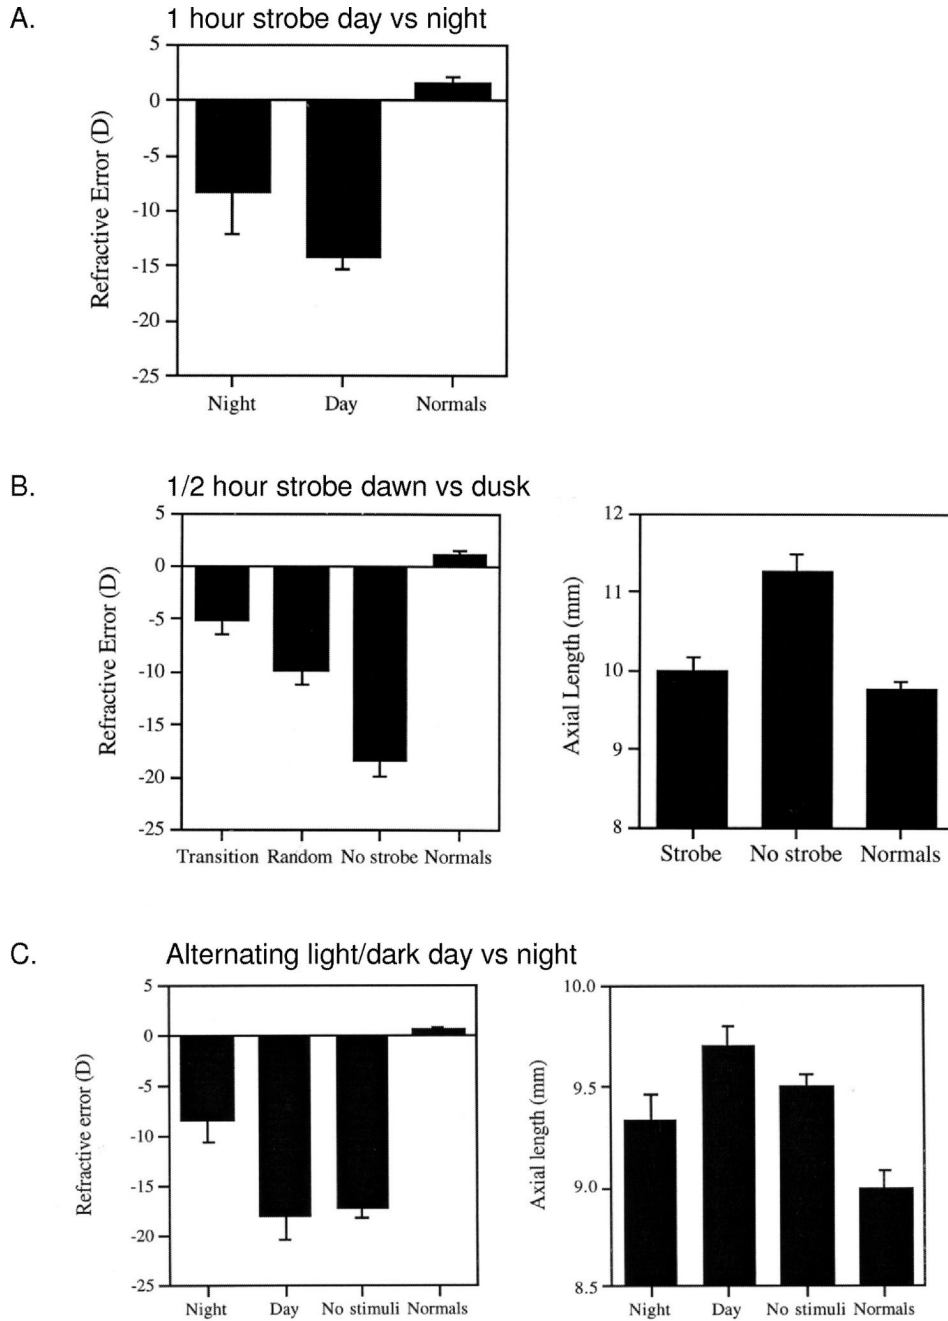 A. 1 hour strobe day vs night
5
0
-5
-10
-15
-20
-25
Refractive Error (D)
Night Day Normals
B. 1/2 hour strobe dawn vs dusk
5
0
-5
-10
-15
-20
-25
Refractive Error (D)
Transition Random No strobe Normals
12
11
10
9
8
Axial Length (mm)
Strobe No strobe Normals
C. Alternating light/dark day vs night
5
0
-5
-10
-15
-20
-25
Refractive error (D)
Night Day No stimuli Normals
10.0
9.5
9.0
8.5
Axial length (mm)
Night Day No stimuli Normals